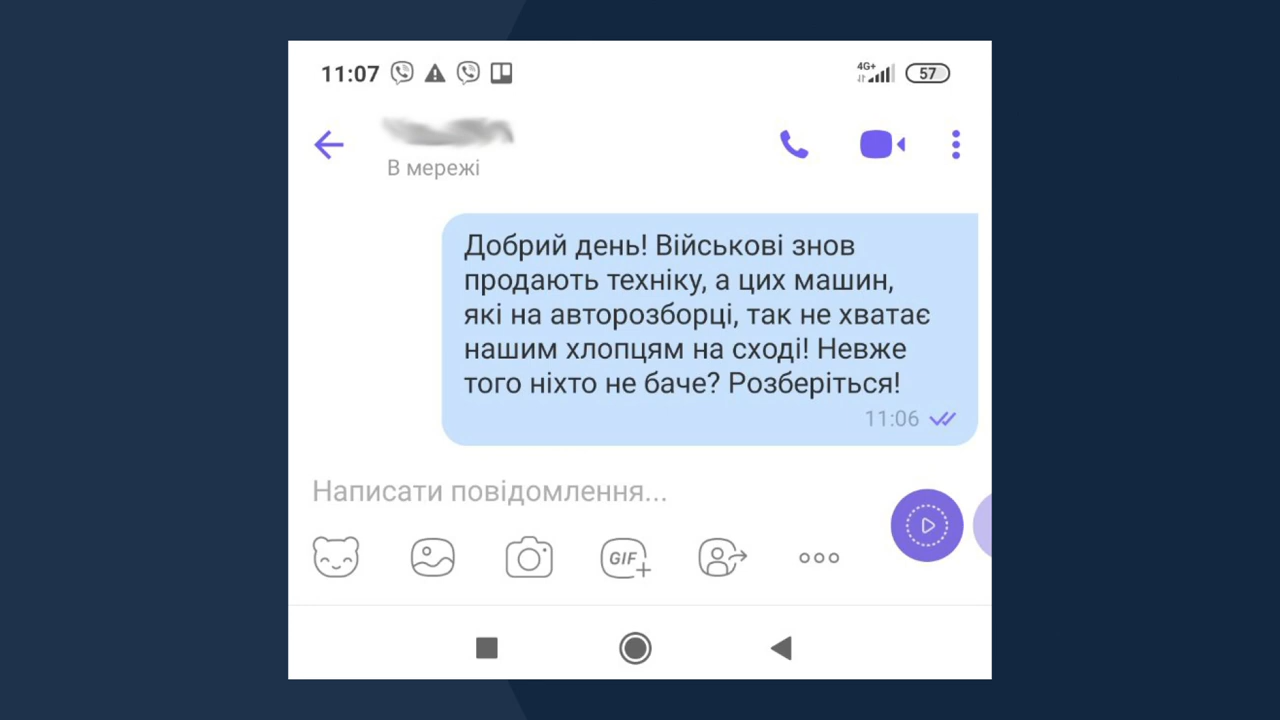 11:07
4G+
57
В мережі
Добрий день! Військові знов
продають техніку, а цих машин,
які на авторозборці, так не хватає
нашим хлопцям на сході! Невже
того ніхто не баче? Розберіться!
11:06
Написати повідомлення...
GIF